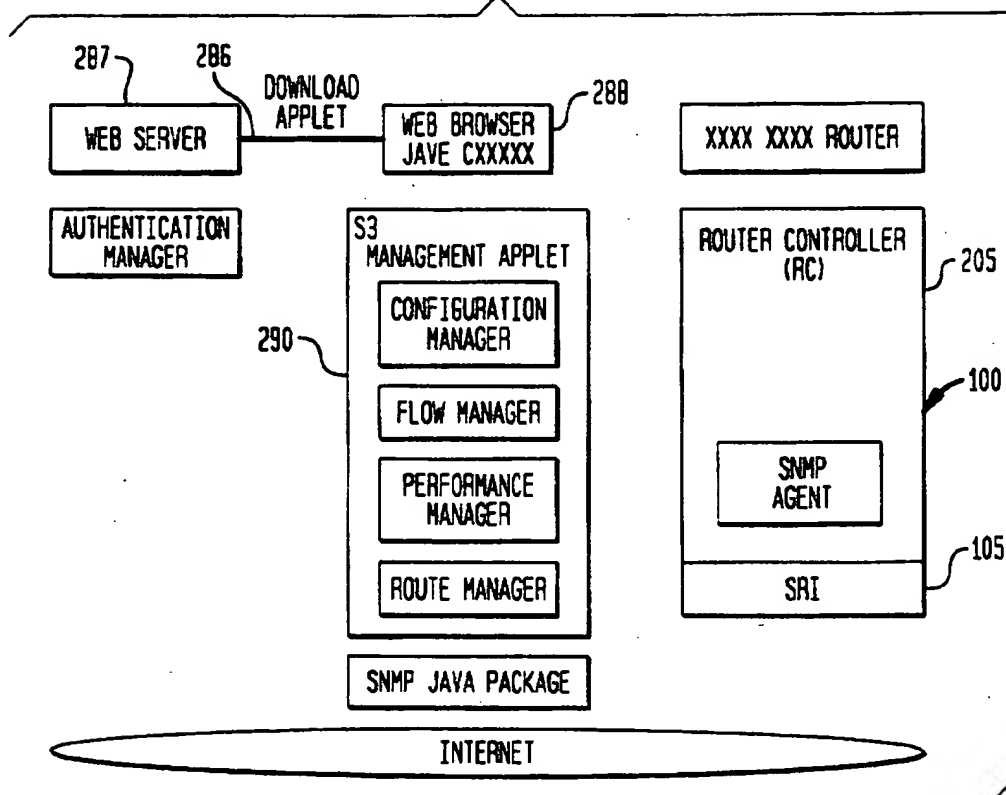 287
286
DOWNLOAD
APPLET
288
WEB SERVER
WEB BROWSER
JAVE CXXXXX
XXXX XXXX ROUTER
AUTHENTICATION
MANAGER
S3
MANAGEMENT APPLET
CONFIGURATION
MANAGER
290
FLOW MANAGER
PERFORMANCE
MANAGER
ROUTE MANAGER
SNMP JAVA PACKAGE
ROUTER CONTROLLER
(RC)
205
100
SNMP
AGENT
105
SRI
INTERNET